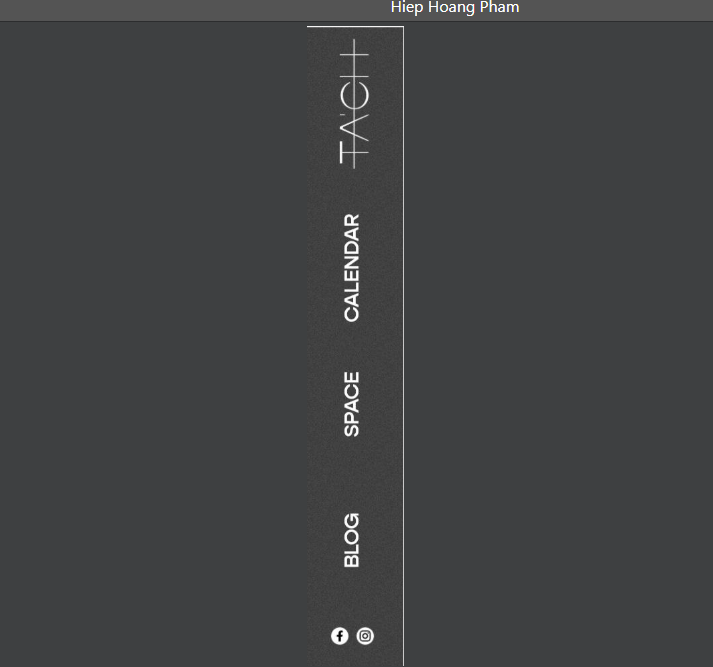 Hiep Hoang Pham
TÁCH
CALENDAR
SPACE
BLOG